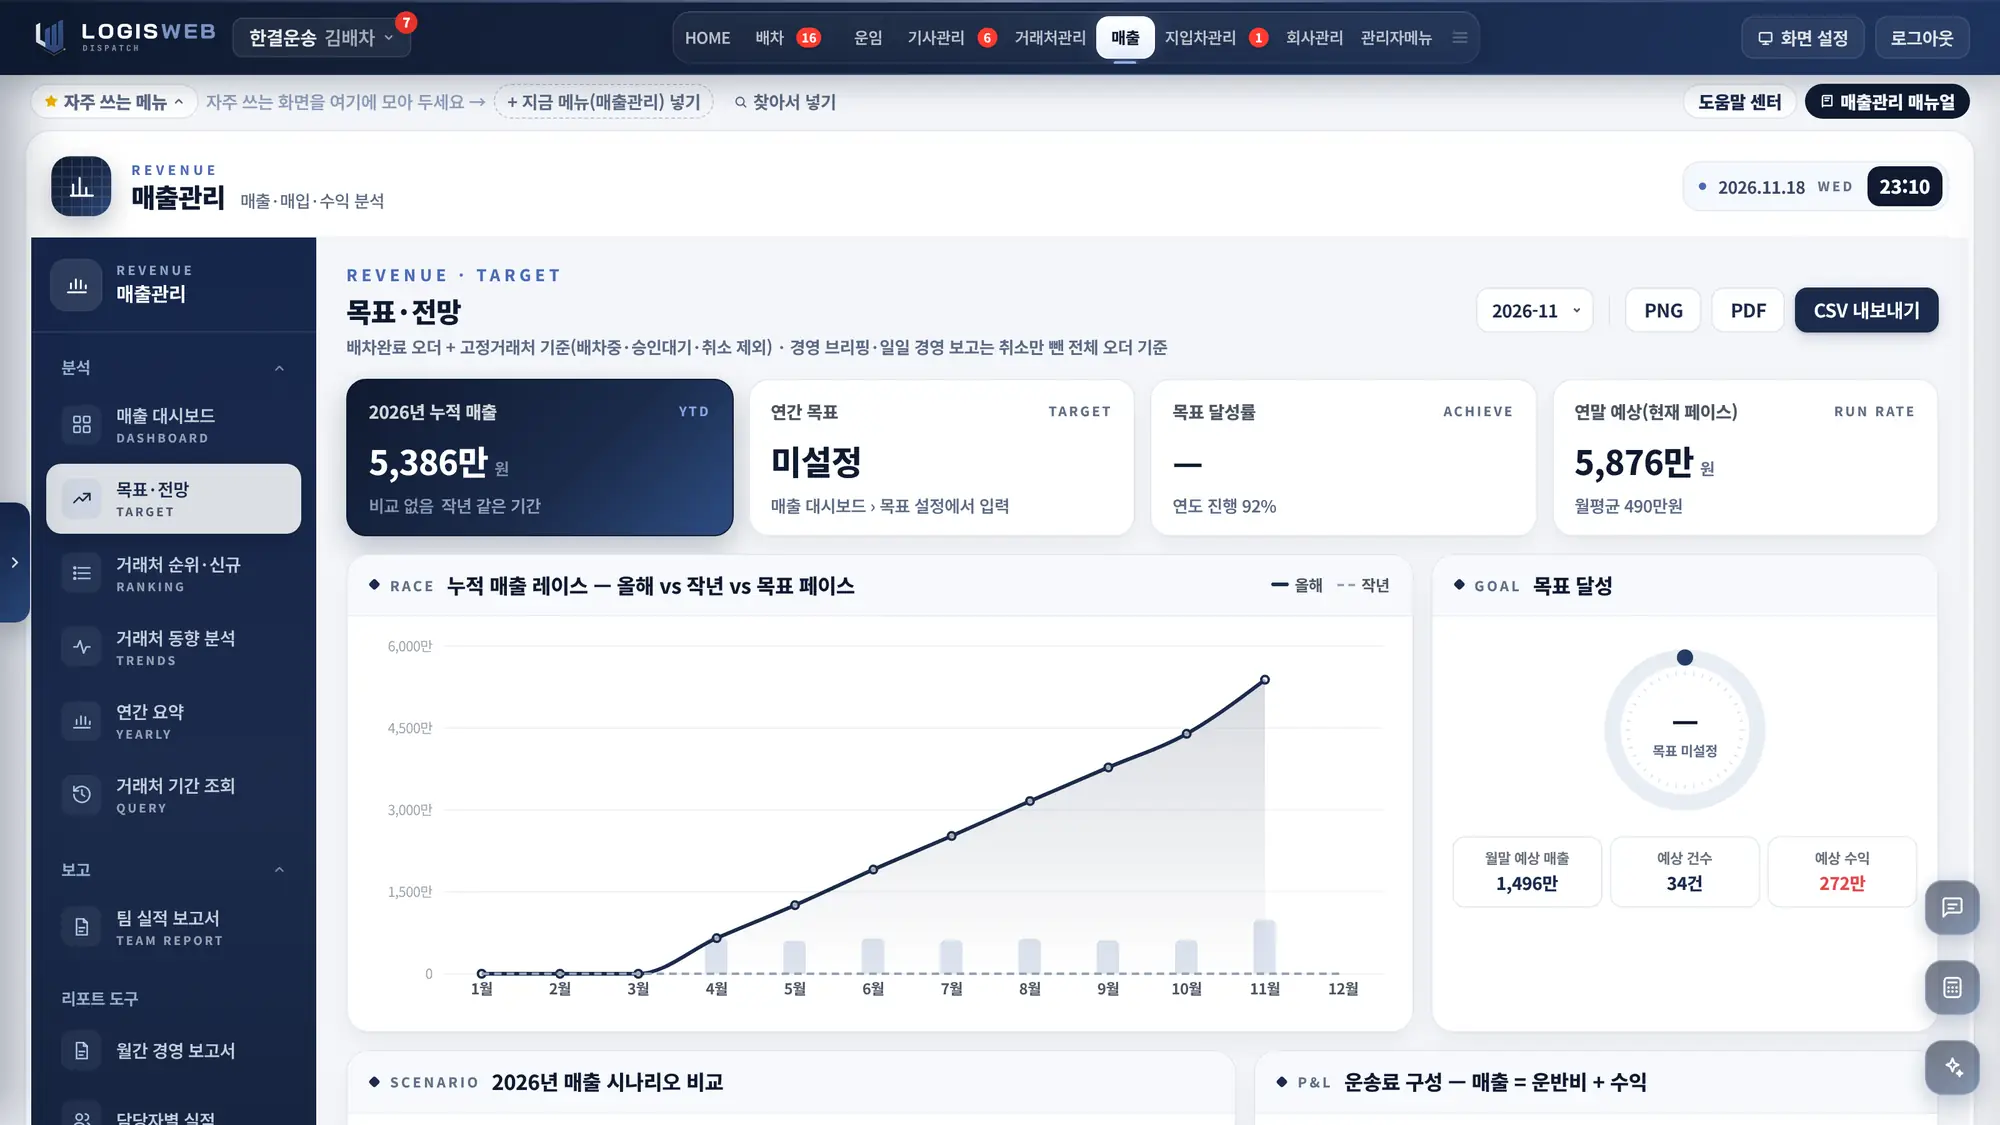 LOGISWEB
DISPATCH
한결운송 김배차
7
HOME
배차 16
운임
기사관리 6
거래처관리
매출
지입차관리 1
회사관리
관리자메뉴
화면 설정
로그아웃
자주 쓰는 메뉴
자주 쓰는 화면을 여기에 모아 두세요 →
+ 지금 메뉴(매출관리) 넣기
찾아서 넣기
도움말 센터
매출관리 매뉴얼
REVENUE
매출관리 매출·매입·수익 분석
2026.11.18 WED 23:10
REVENUE
매출관리
분석
매출 대시보드
DASHBOARD
목표·전망
TARGET
거래처 순위·신규
RANKING
거래처 동향 분석
TRENDS
연간 요약
YEARLY
거래처 기간 조회
QUERY
보고
팀 실적 보고서
TEAM REPORT
리포트 도구
월간 경영 보고서
담당자별 실적
REVENUE · TARGET
목표·전망
배차완료 오더 + 고정거래처 기준(배차중·승인대기·취소 제외) · 경영 브리핑·일일 경영 보고는 취소만 뺀 전체 오더 기준
2026-11
PNG
PDF
CSV 내보내기
2026년 누적 매출 YTD
5,386만 원
비교 없음 작년 같은 기간
연간 목표 TARGET
미설정
매출 대시보드 › 목표 설정에서 입력
목표 달성률 ACHIEVE
—
연도 진행 92%
연말 예상(현재 페이스) RUN RATE
5,876만 원
월평균 490만원
RACE 누적 매출 레이스 — 올해 vs 작년 vs 목표 페이스
올해 작년
6,000만
4,500만
3,000만
1,500만
0
1월 2월 3월 4월 5월 6월 7월 8월 9월 10월 11월 12월
GOAL 목표 달성
—
목표 미설정
월말 예상 매출
1,496만
예상 건수
34건
예상 수익
272만
SCENARIO 2026년 매출 시나리오 비교
P&L 운송료 구성 — 매출 = 운반비 + 수익